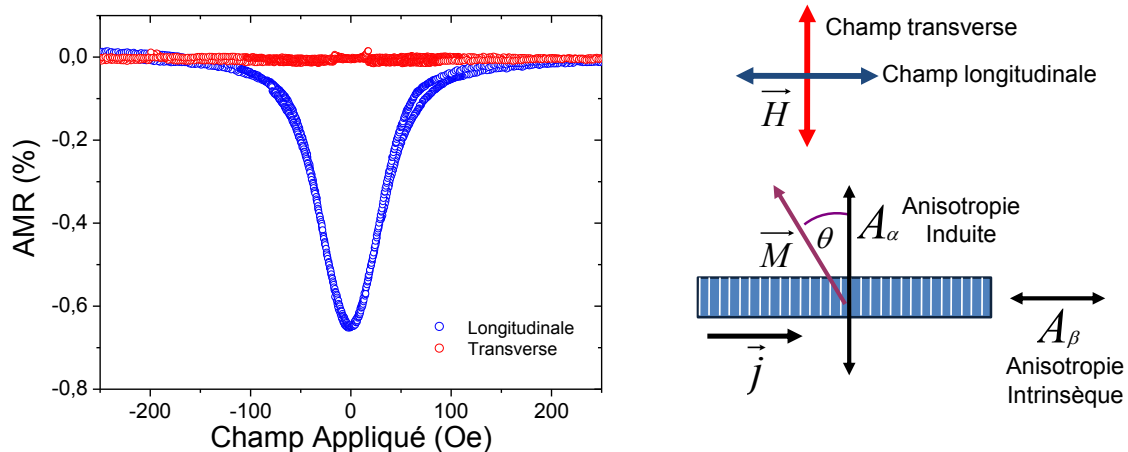 0,0
-0,2
-0,4
-0,6
-0,8
AMR (%)
-200
-100
0
100
200
Champ Appliqué (Oe)
Longitudinale
Transverse
Champ transverse
Champ longitudinale
H
Anisotropie
Induite
Aα
θ
M
j
Aβ
Anisotropie
Intrinsèque